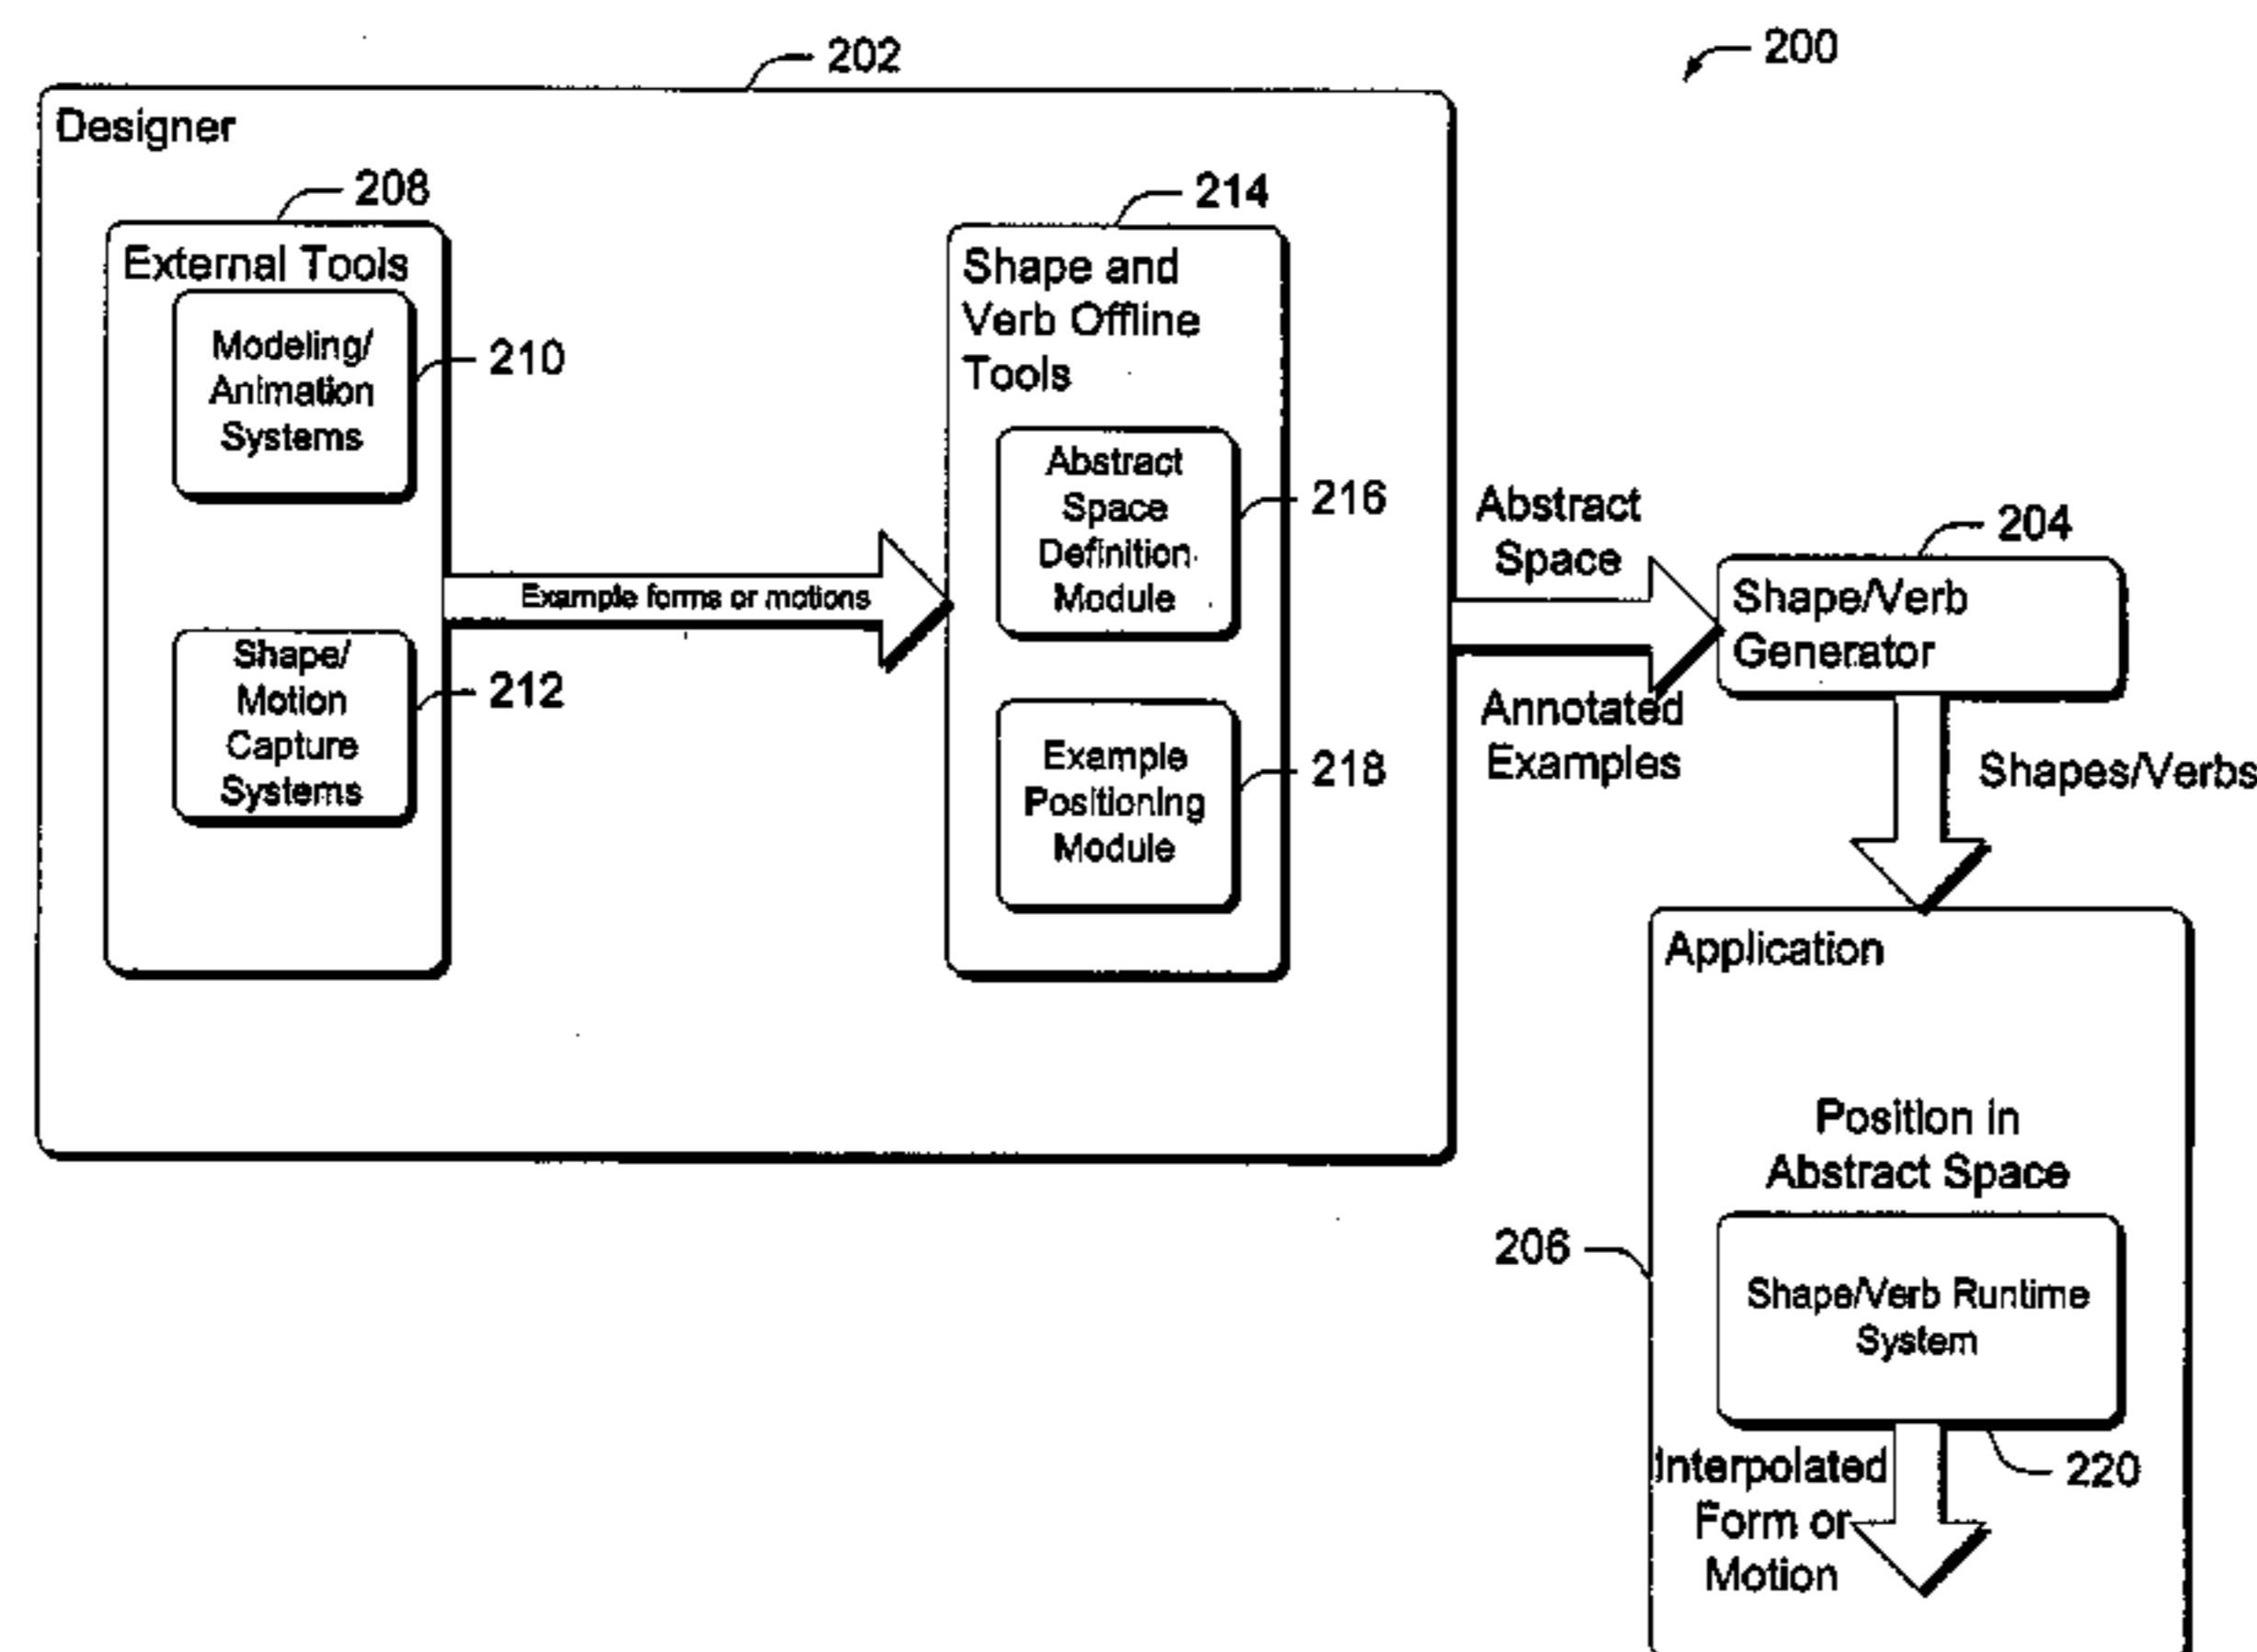 202
200
Designer
208
External Tools
Modeling/
Animation
Systems
210
Shape/
Motion
Capture
Systems
212
Example forms or motions
214
Shape and
Verb Offline
Tools
Abstract
Space
Definition
Module
216
Example
Positioning
Module
218
Abstract
Space
Annotated
Examples
204
Shape/Verb
Generator
Shapes/Verbs
Application
Position in
Abstract Space
206
Shape/Verb Runtime
System
220
Interpolated
Form or
Motion